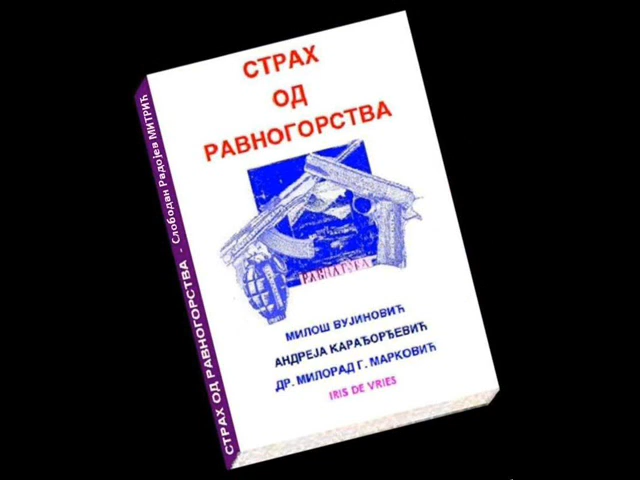 СТРАХ
ОД
РАВНОГОРСТВА
РАВНАГУРА
МИЛОШ ВУЈИНОВИЋ
АНДРЕЈА КАРАЂОРЂЕВИЋ
ДР. МИЛОРАД Г. МАРКОВИЋ
IRIS DE VRIES
СТРАХ ОД РАВНОГОРСТВА - Слободан Радојев МИТРИЋ